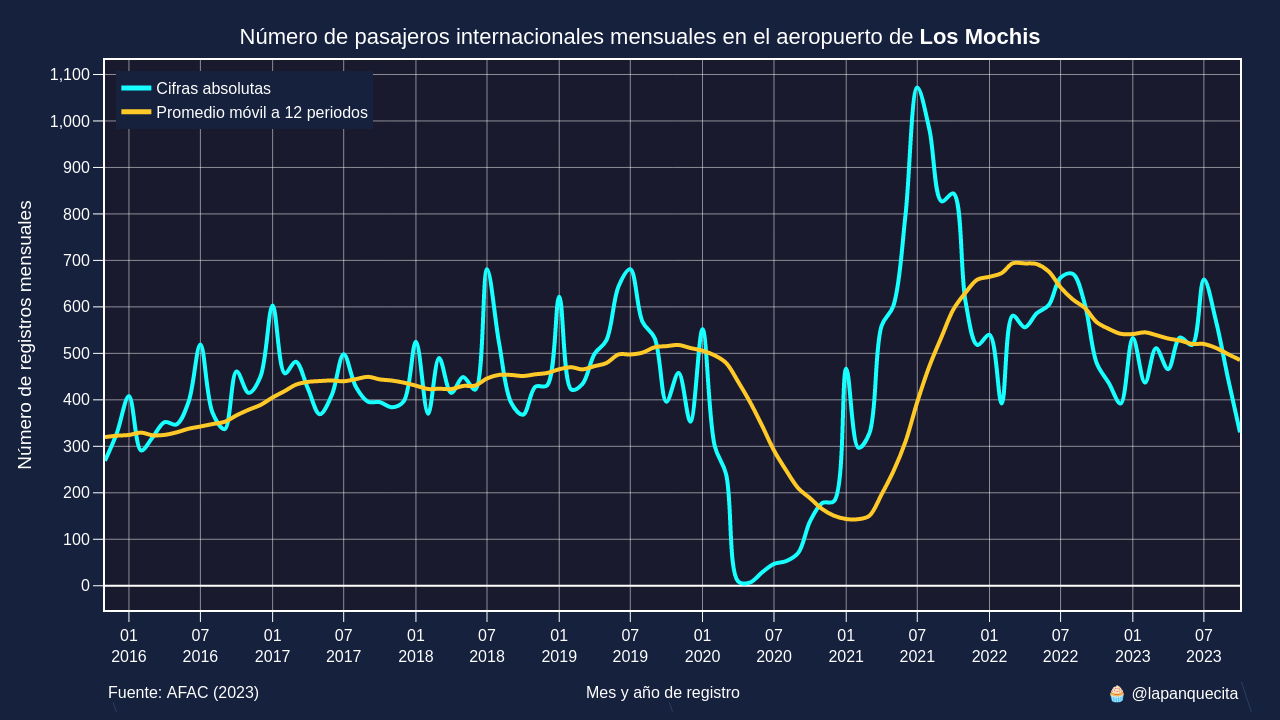 Número de pasajeros internacionales mensuales en el aeropuerto de Los Mochis
Cifras absolutas
Promedio móvil a 12 periodos
Número de registros mensuales
1,100
1,000
900
800
700
600
500
400
300
200
100
0
01 07 01 07 01 07 01 07 01 07 01 07 01 07 01 07
2016 2016 2017 2017 2018 2018 2019 2019 2020 2020 2021 2021 2022 2022 2023 2023
Fuente: AFAC (2023) Mes y año de registro 🧁 @lapanquecita